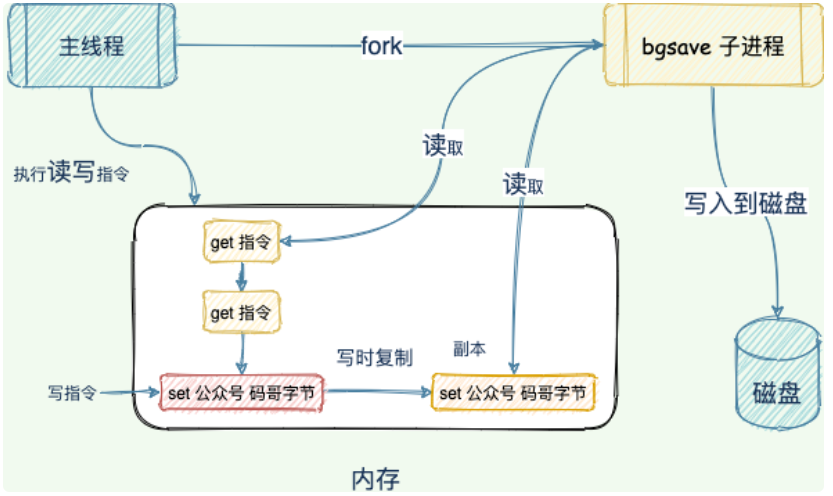 主线程
fork
bgsave 子进程
读取
执行读写指令
读取
写入到磁盘
get 指令
get 指令
写时复制
副本
写指令
set 公众号 码哥字节
set 公众号 码哥字节
磁盘
内存